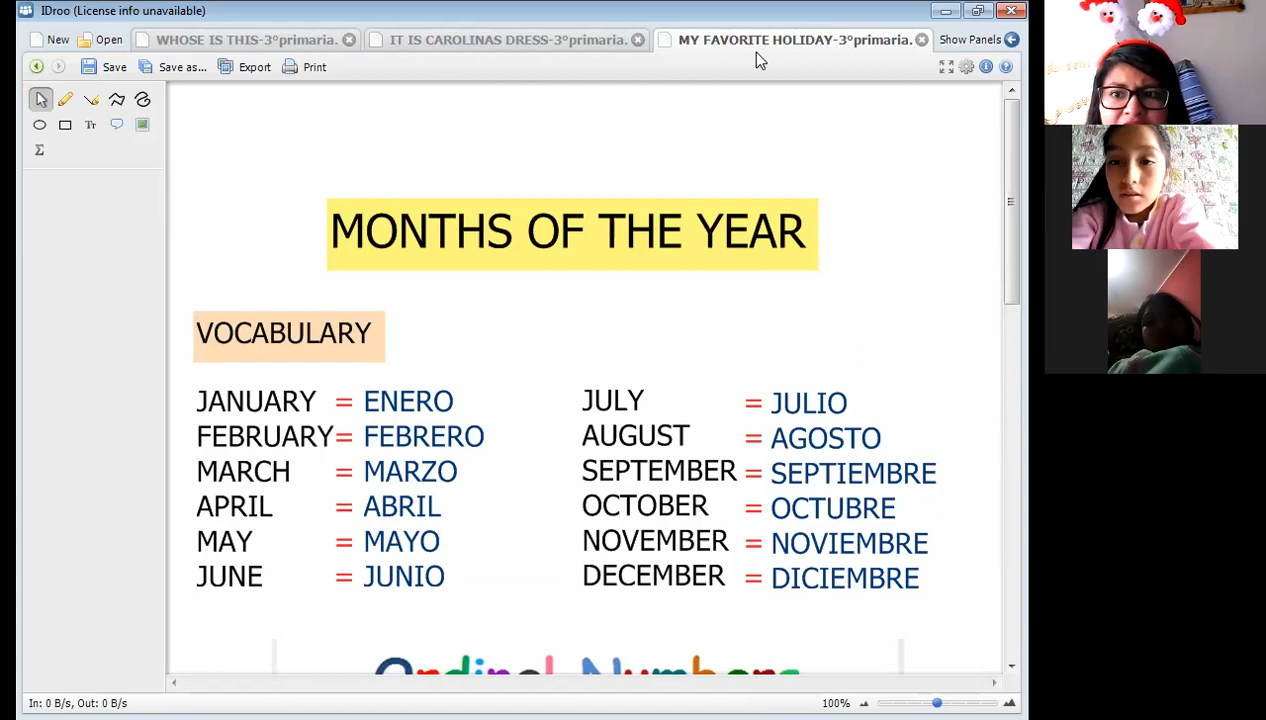 IDroo (License info unavailable)
New Open WHOSE IS THIS-3°primaria. IT IS CAROLINAS DRESS-3°primaria. MY FAVORITE HOLIDAY-3°primaria. Show Panels
Save Save as... Export Print
Tr
Σ
MONTHS OF THE YEAR
VOCABULARY
JANUARY = ENERO
FEBRUARY= FEBRERO
MARCH = MARZO
APRIL = ABRIL
MAY = MAYO
JUNE = JUNIO
JULY = JULIO
AUGUST = AGOSTO
SEPTEMBER = SEPTIEMBRE
OCTOBER = OCTUBRE
NOVEMBER = NOVIEMBRE
DECEMBER = DICIEMBRE
Ordinal Numbers
In: 0 B/s, Out: 0 B/s
100%